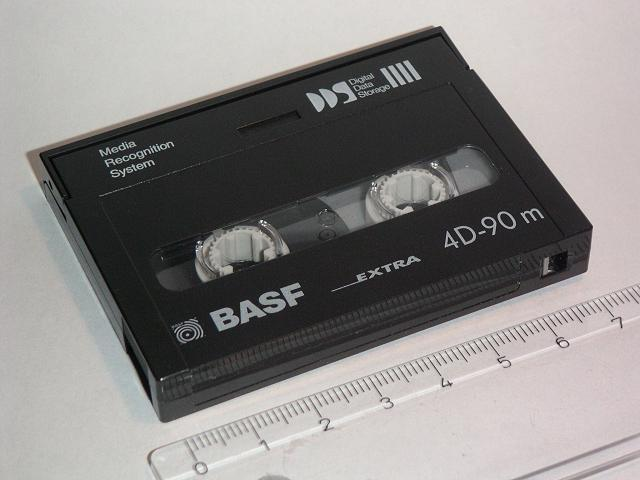 DDS Digital
Data
Storage
Media
Recognition
System
4D-90 m
EXTRA
BASF
0 1 2 3 4 5 6 7